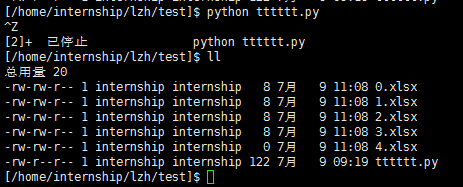 [/home/internship/lzh/test]$ python tttttt.py
^Z
[2]+  已停止               python tttttt.py
[/home/internship/lzh/test]$ ll
总用量 20
-rw-rw-r-- 1 internship internship   8 7月   9 11:08 0.xlsx
-rw-rw-r-- 1 internship internship   8 7月   9 11:08 1.xlsx
-rw-rw-r-- 1 internship internship   8 7月   9 11:08 2.xlsx
-rw-rw-r-- 1 internship internship   8 7月   9 11:08 3.xlsx
-rw-rw-r-- 1 internship internship   0 7月   9 11:08 4.xlsx
-rw-r--r-- 1 internship internship 122 7月   9 09:19 tttttt.py
[/home/internship/lzh/test]$